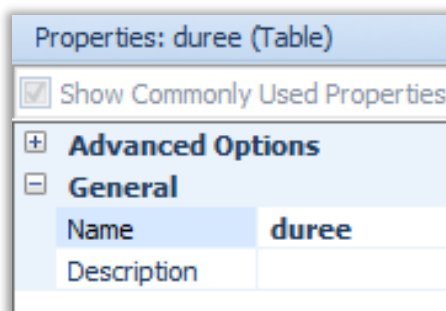 Properties: duree (Table)
Show Commonly Used Properties
Advanced Options
General
Name duree
Description